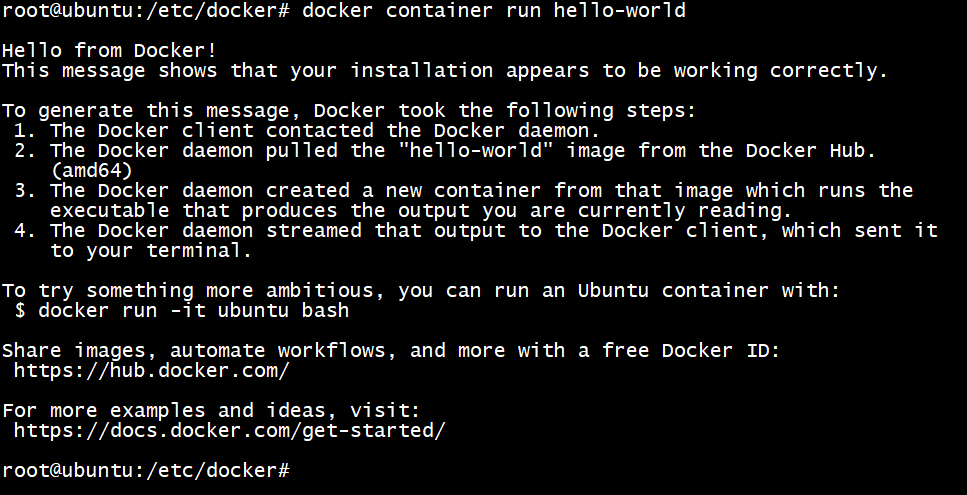 root@ubuntu:/etc/docker# docker container run hello-world
Hello from Docker!
This message shows that your installation appears to be working correctly.
To generate this message, Docker took the following steps:
1. The Docker client contacted the Docker daemon.
2. The Docker daemon pulled the "hello-world" image from the Docker Hub.
(amd64)
3. The Docker daemon created a new container from that image which runs the
executable that produces the output you are currently reading.
4. The Docker daemon streamed that output to the Docker client, which sent it
to your terminal.
To try something more ambitious, you can run an Ubuntu container with:
$ docker run -it ubuntu bash
Share images, automate workflows, and more with a free Docker ID:
https://hub.docker.com/
For more examples and ideas, visit:
https://docs.docker.com/get-started/
root@ubuntu:/etc/docker#